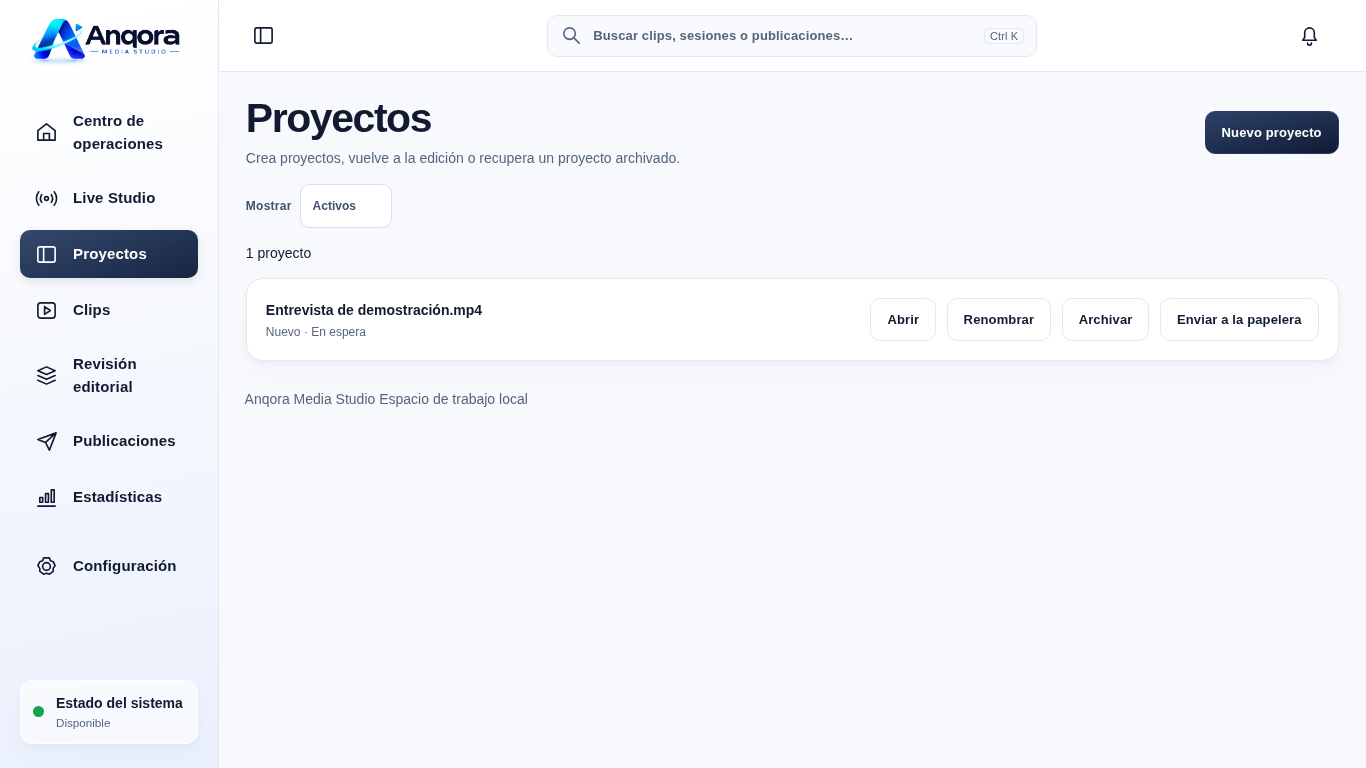 Anqora
MEDIA STUDIO
Centro de
operaciones
Live Studio
Proyectos
Clips
Revisión
editorial
Publicaciones
Estadísticas
Configuración
Estado del sistema
Disponible
Buscar clips, sesiones o publicaciones…
Ctrl K
Proyectos
Crea proyectos, vuelve a la edición o recupera un proyecto archivado.
Nuevo proyecto
Mostrar Activos
1 proyecto
Entrevista de demostración.mp4
Nuevo · En espera
Abrir Renombrar Archivar Enviar a la papelera
Anqora Media Studio Espacio de trabajo local